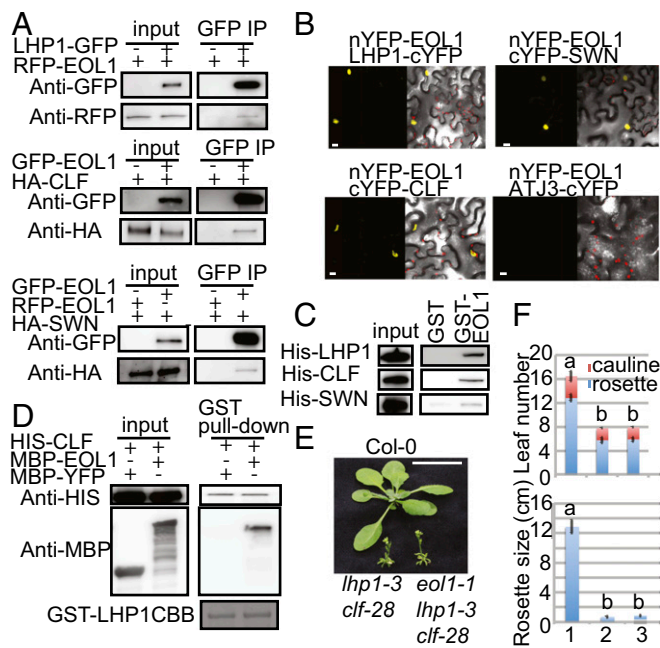 A
input GFP IP
LHP1-GFP - + - +
RFP-EOL1 + + + +
Anti-GFP
Anti-RFP
input GFP IP
GFP-EOL1 - + - +
HA-CLF + + + +
Anti-GFP
Anti-HA
input GFP IP
GFP-EOL1 - + - +
RFP-EOL1 + - + -
HA-SWN + + + +
Anti-GFP
Anti-HA
B
nYFP-EOL1
LHP1-cYFP
nYFP-EOL1
cYFP-SWN
nYFP-EOL1
cYFP-CLF
nYFP-EOL1
ATJ3-cYFP
C
input GST GST-EOL1
His-LHP1
His-CLF
His-SWN
D
input GST pull-down
HIS-CLF + + + +
MBP-EOL1 - + - +
MBP-YFP + - + -
Anti-HIS
Anti-MBP
GST-LHP1CBB
E
Col-0
lhp1-3
clf-28
eol1-1
lhp1-3
clf-28
F
Leaf number
20
16
12
8
4
0
a
b
b
cauline
rosette
Rosette size (cm)
16
12
8
4
0
a
b
b
1 2 3